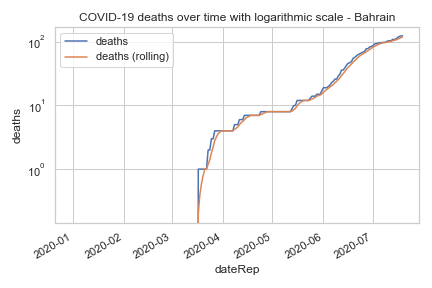 COVID-19 deaths over time with logarithmic scale - Bahrain
deaths
deaths (rolling)
10²
10¹
10⁰
deaths
2020-01
2020-02
2020-03
2020-04
2020-05
2020-06
2020-07
dateRep